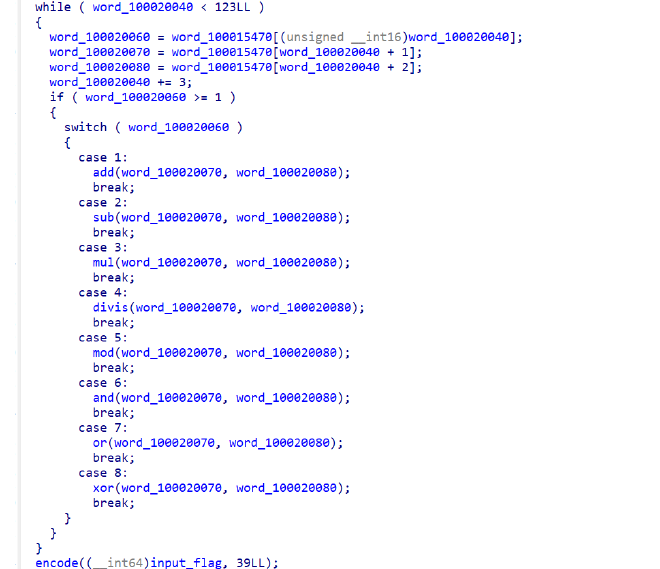 while ( word_100020040 < 123LL )
{
  word_100020060 = word_100015470[(unsigned __int16)word_100020040];
  word_100020070 = word_100015470[word_100020040 + 1];
  word_100020080 = word_100015470[word_100020040 + 2];
  word_100020040 += 3;
  if ( word_100020060 >= 1 )
  {
    switch ( word_100020060 )
    {
      case 1:
        add(word_100020070, word_100020080);
        break;
      case 2:
        sub(word_100020070, word_100020080);
        break;
      case 3:
        mul(word_100020070, word_100020080);
        break;
      case 4:
        divis(word_100020070, word_100020080);
        break;
      case 5:
        mod(word_100020070, word_100020080);
        break;
      case 6:
        and(word_100020070, word_100020080);
        break;
      case 7:
        or(word_100020070, word_100020080);
        break;
      case 8:
        xor(word_100020070, word_100020080);
        break;
    }
  }
}
encode((__int64)input_flag, 39LL);